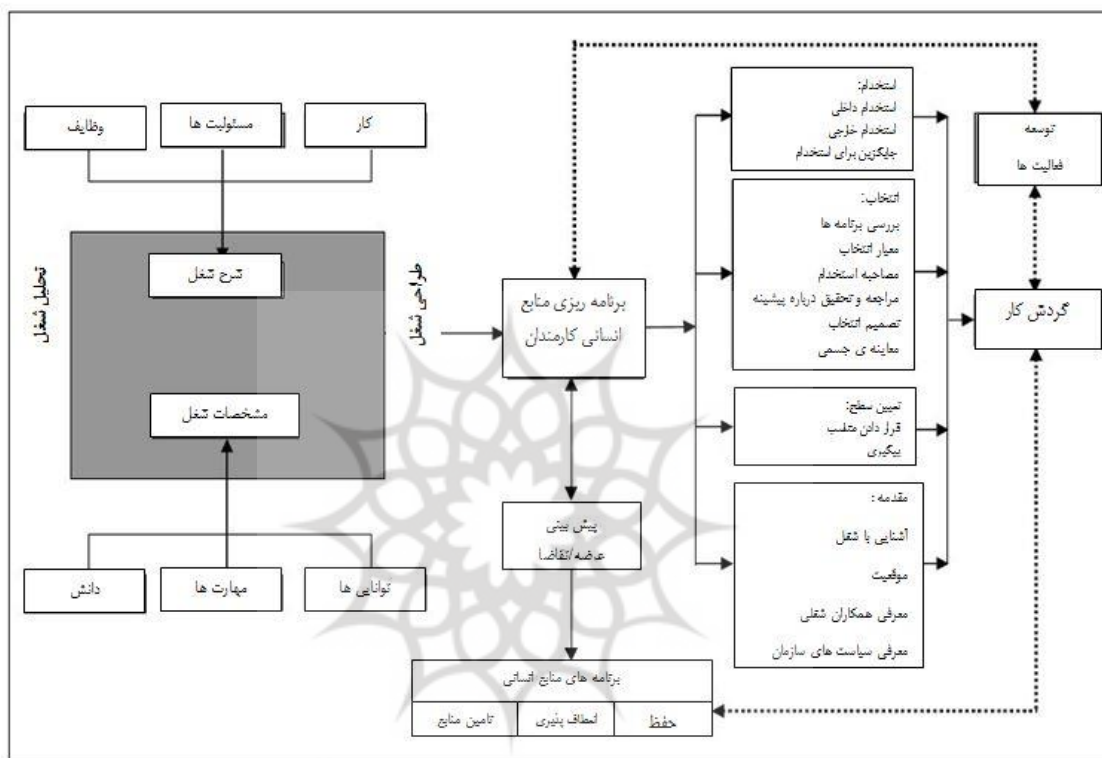 کار
مسئولیت ها
وظایف
شرح شغل
تحلیل شغل
طراحی شغل
مشخصات شغل
توانایی ها
مهارت ها
دانش
برنامه ریزی منابع
انسانی کارمندان
پیش بینی
عرضه/تقاضا
برنامه های منابع انسانی
حفظ
انعطاف پذیری
تامین منابع
استخدام:
استخدام داخلی
استخدام خارجی
جایگزین برای استخدام
انتخاب:
بررسی برنامه ها
معیار انتخاب
مصاحبه استخدام
مراجعه و تحقیق درباره پیشینه
تصمیم انتخاب
معاینه ی جسمی
تعیین سطح:
قرار دادن مناسب
پیگیری
مقدمه :
آشنایی با شغل
موقعیت
معرفی همکاران شغلی
معرفی سیاست های سازمان
توسعه
فعالیت ها
گردش کار